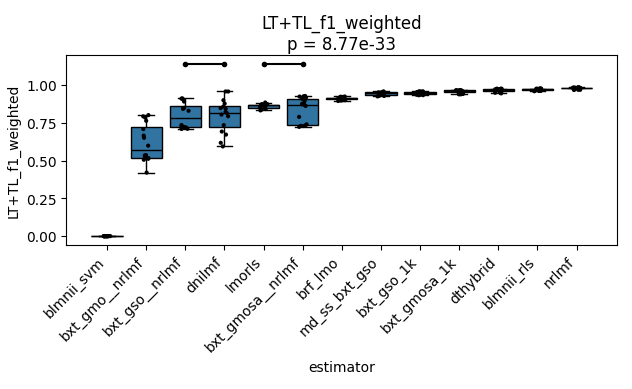 LT+TL_f1_weighted
p = 8.77e-33
LT+TL_f1_weighted
1.00
0.75
0.50
0.25
0.00
blmnii_svm
bxt_gmo__nrlmf
bxt_gso__nrlmf
dnilmf
lmorls
bxt_gmosa__nrlmf
brf_lmo
md_ss_bxt_gso
bxt_gso_1k
bxt_gmosa_1k
dthybrid
blmnii_rls
nrlmf
estimator